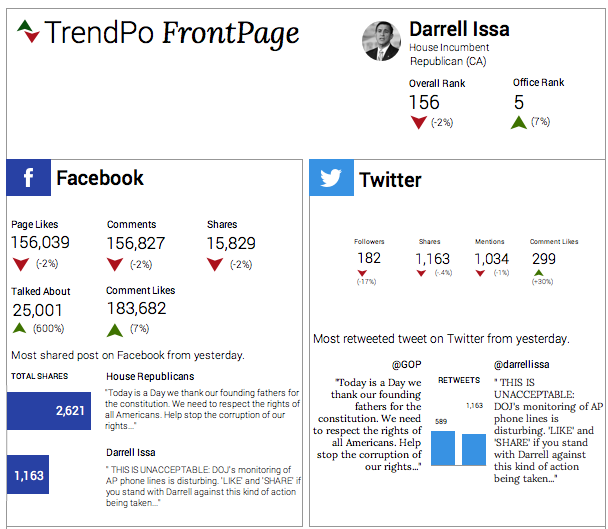 TrendPo FrontPage
Darrell Issa
House Incumbent
Republican (CA)
Overall Rank Office Rank
156 5
(-2%) (7%)
f Facebook
Page Likes Comments Shares
156,039 156,827 15,829
(-2%) (-2%) (-2%)
Talked About Comment Likes
25,001 183,682
(600%) (7%)
Most shared post on Facebook from yesterday.
TOTAL SHARES
House Republicans
2,621
"Today is a Day we thank our founding fathers for
the constitution. We need to respect the rights of
all Americans. Help stop the corruption of our
rights..."
Darrell Issa
1,163
" THIS IS UNACCEPTABLE: DOJ's monitoring of
AP phone lines is disturbing. 'LIKE' and 'SHARE' if
you stand with Darrell against this kind of action
being taken..."
Twitter
Followers Shares Mentions Comment Likes
182 1,163 1,034 299
(-17%) (-.4%) (-1%) (+30%)
Most retweeted tweet on Twitter from yesterday.
@GOP
"Today is a Day we
thank our founding
fathers for the
constitution. We need
to respect the rights of
all Americans. Help
stop the corruption of
our rights..."
RETWEETS
589
1,163
@darrellissa
" THIS IS
UNACCEPTABLE:
DOJ's monitoring of AP
phone lines is
disturbing. 'LIKE' and
'SHARE' if you stand
with Darrell against
this kind of action
being taken..."